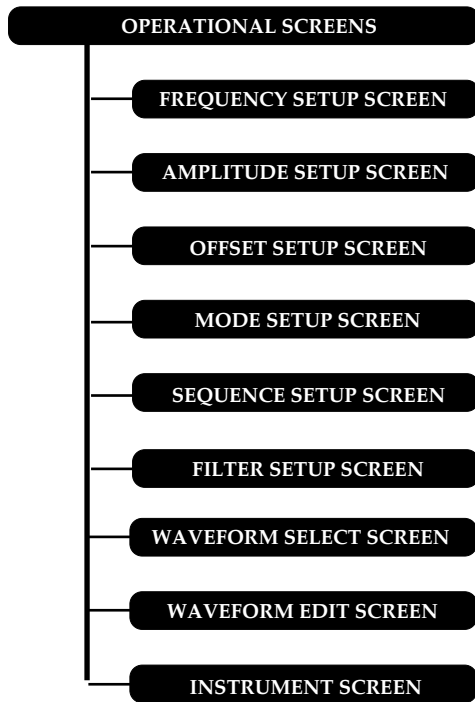 OPERATIONAL SCREENS
FREQUENCY SETUP SCREEN
AMPLITUDE SETUP SCREEN
OFFSET SETUP SCREEN
MODE SETUP SCREEN
SEQUENCE SETUP SCREEN
FILTER SETUP SCREEN
WAVEFORM SELECT SCREEN
WAVEFORM EDIT SCREEN
INSTRUMENT SCREEN